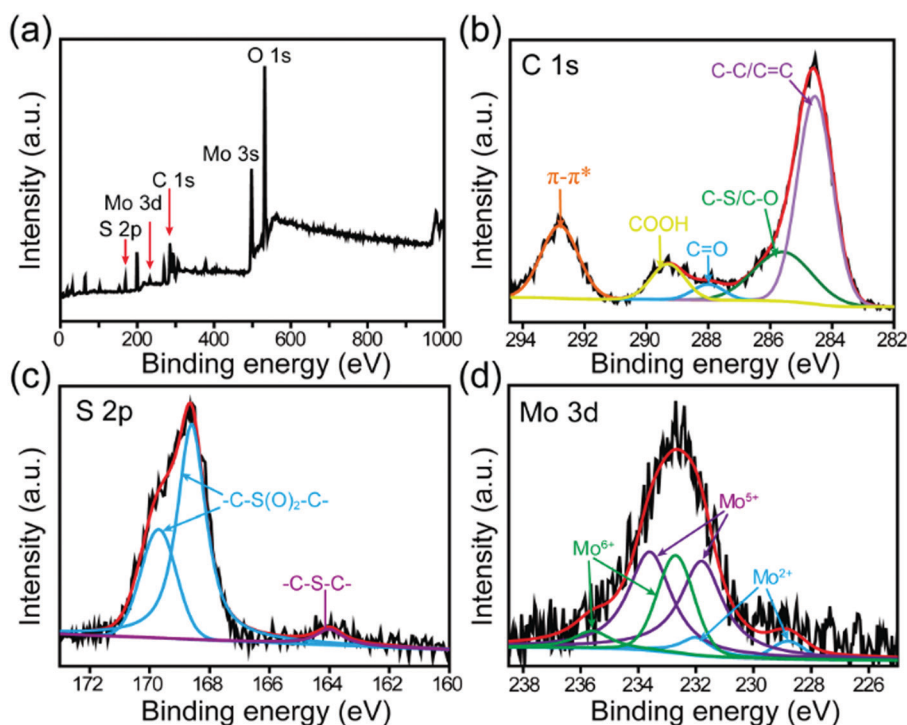 (a)
O 1s
Mo 3s
C 1s
Mo 3d
S 2p
Intensity (a.u.)
0 200 400 600 800 1000
Binding energy (eV)
(b)
C 1s
C-C/C=C
π-π*
C-S/C-O
COOH
C=O
Intensity (a.u.)
294 292 290 288 286 284 282
Binding energy (eV)
(c)
S 2p
-C-S(O)₂-C-
-C-S-C-
Intensity (a.u.)
172 170 168 166 164 162 160
Binding energy (eV)
(d)
Mo 3d
Mo⁵⁺
Mo⁶⁺
Mo²⁺
Intensity (a.u.)
238 236 234 232 230 228 226
Binding energy (eV)